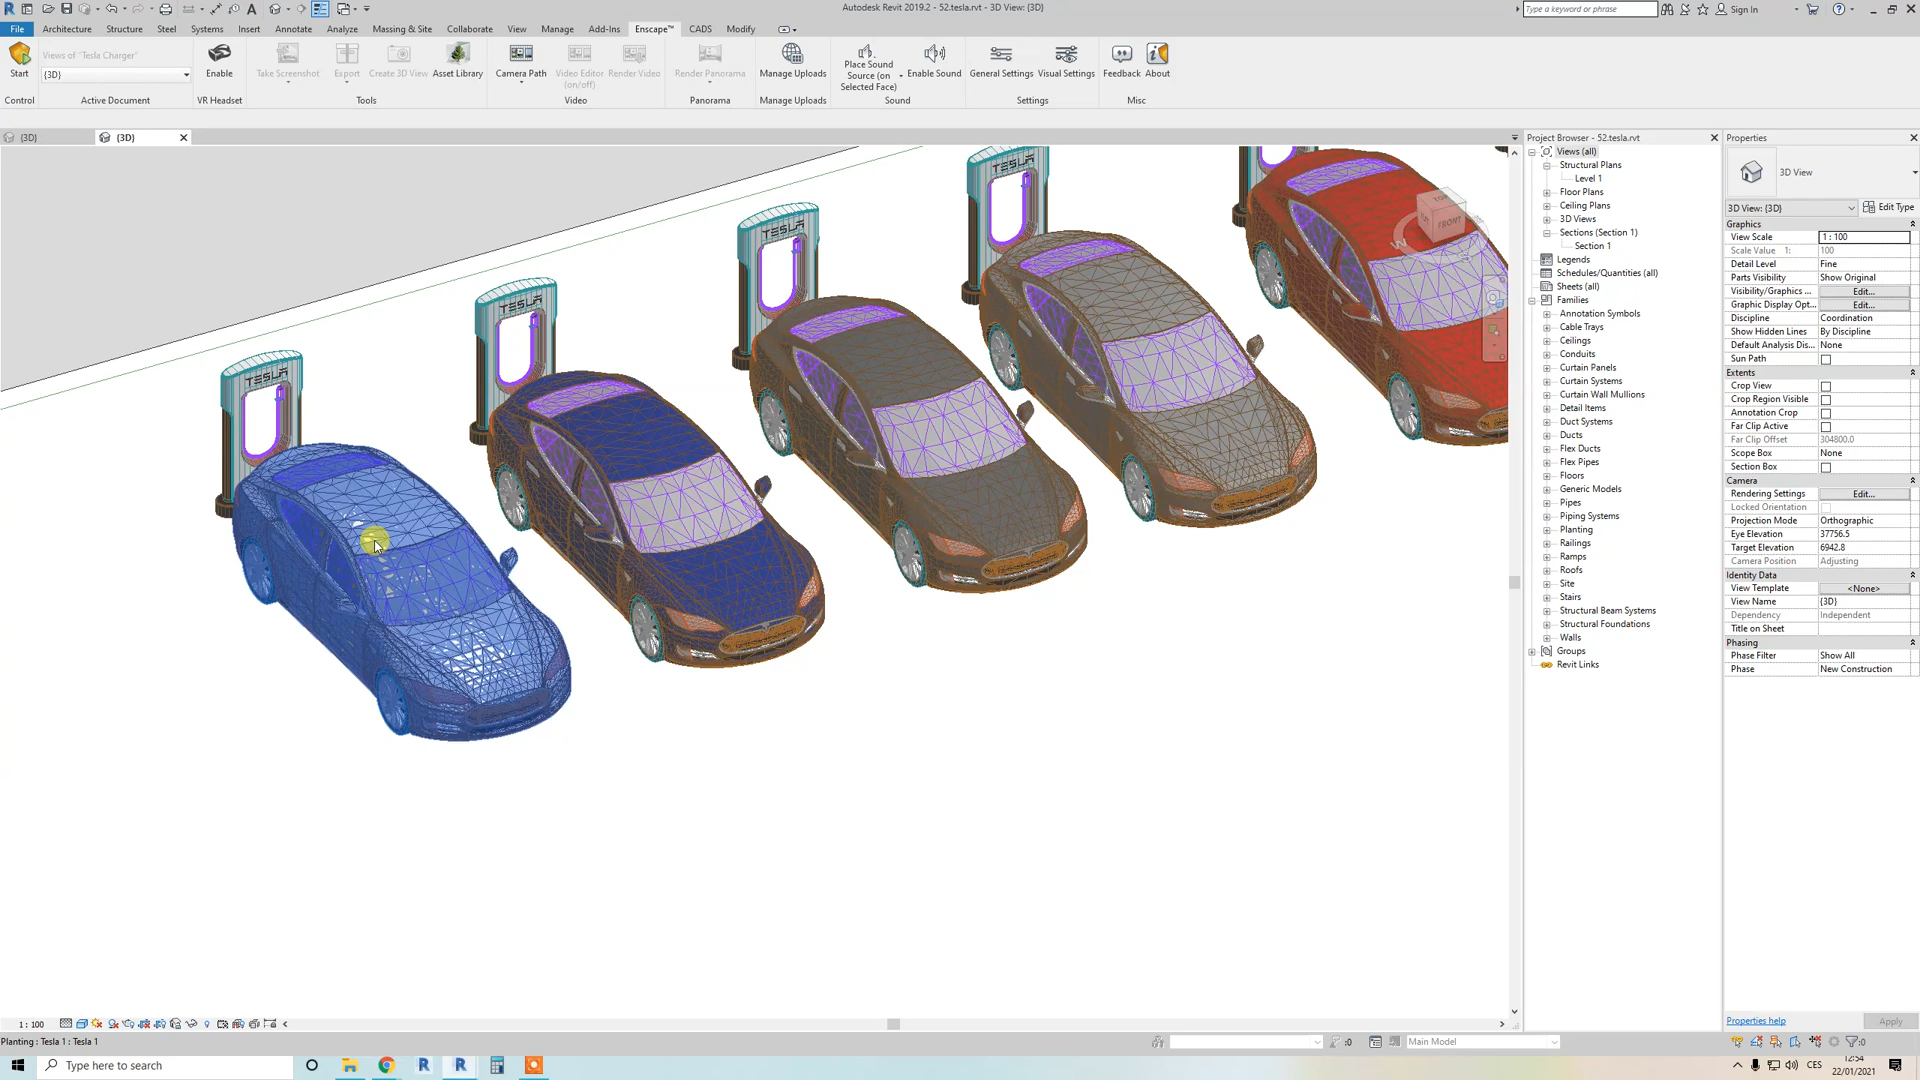 Autodesk Revit 2019.2 - 52.tesla.rvt - 3D View: {3D}
Type a keyword or phrase
Sign In
File Architecture Structure Steel Systems Insert Annotate Analyze Massing & Site Collaborate View Manage Add-Ins Enscape™ CADS Modify
Start
Control
Views of "Tesla Charger"
{3D}
Active Document
Enable
VR Headset
Take Screenshot Export Create 3D View Asset Library
Tools
Camera Path Video Editor (on/off) Render Video
Video
Render Panorama
Panorama
Manage Uploads
Manage Uploads
Place Sound Source (on Selected Face) Enable Sound
Sound
General Settings Visual Settings
Settings
Feedback About
Misc
{3D}
{3D}
TESLA
TESLA
TESLA
TESLA
TOP
FRONT
W
Project Browser - 52.tesla.rvt
Views (all)
Structural Plans
Level 1
Floor Plans
Ceiling Plans
3D Views
Sections (Section 1)
Section 1
Legends
Schedules/Quantities (all)
Sheets (all)
Families
Annotation Symbols
Cable Trays
Ceilings
Conduits
Curtain Panels
Curtain Systems
Curtain Wall Mullions
Detail Items
Duct Systems
Ducts
Flex Ducts
Flex Pipes
Floors
Generic Models
Pipes
Piping Systems
Planting
Railings
Ramps
Roofs
Site
Stairs
Structural Beam Systems
Structural Foundations
Walls
Groups
Revit Links
Properties
3D View
3D View: {3D} Edit Type
Graphics
View Scale 1 : 100
Scale Value 1: 100
Detail Level Fine
Parts Visibility Show Original
Visibility/Graphics ... Edit...
Graphic Display Opt... Edit...
Discipline Coordination
Show Hidden Lines By Discipline
Default Analysis Dis... None
Sun Path
Extents
Crop View
Crop Region Visible
Annotation Crop
Far Clip Active
Far Clip Offset 304800.0
Scope Box None
Section Box
Camera
Rendering Settings Edit...
Locked Orientation
Projection Mode Orthographic
Eye Elevation 37756.5
Target Elevation 6942.8
Camera Position Adjusting
Identity Data
View Template <None>
View Name {3D}
Dependency Independent
Title on Sheet
Phasing
Phase Filter Show All
Phase New Construction
Properties help Apply
1 : 100
Planting : Tesla 1 : Tesla 1
:0 Main Model :0
Type here to search
CES
12:54
22/01/2021